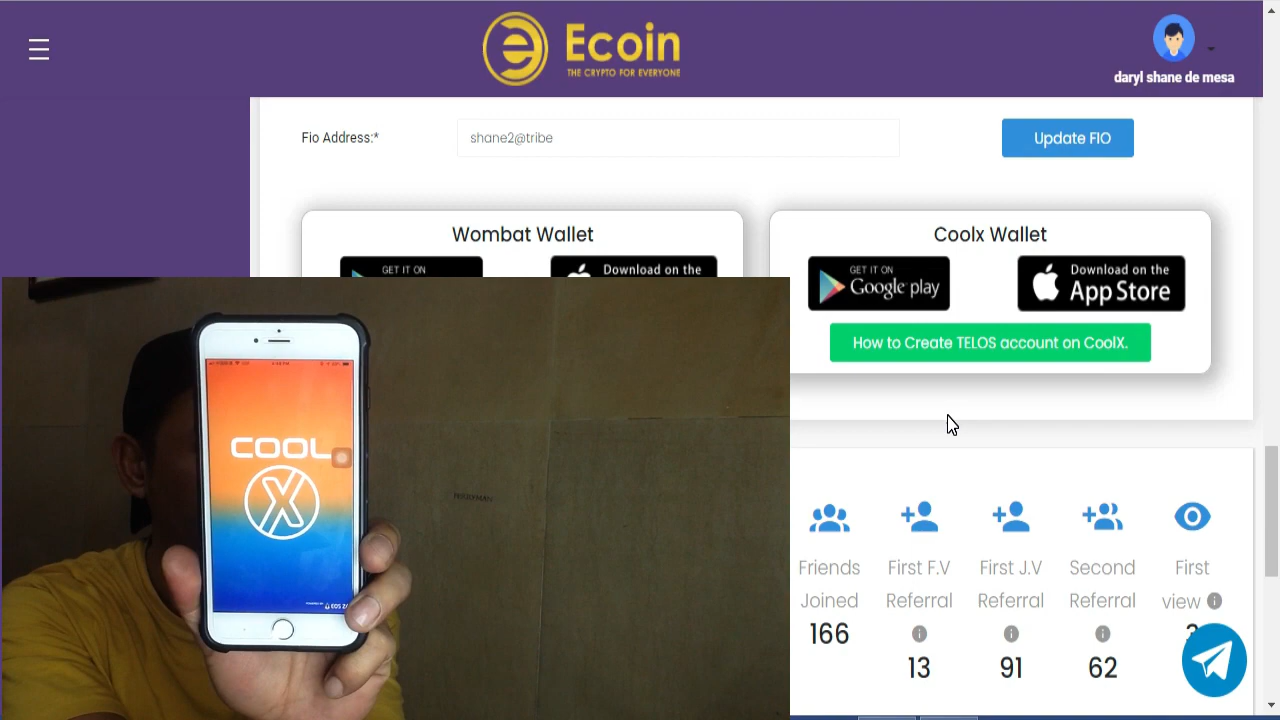 Ecoin
THE CRYPTO FOR EVERYONE
daryl shane de mesa
Fio Address:*
shane2@tribe
Update FIO
Wombat Wallet
GET IT ON
Download on the
Coolx Wallet
GET IT ON
Google play
Download on the
App Store
How to Create TELOS account on CoolX.
COOL
X
Friends
Joined
166
First F.V
Referral
13
First J.V
Referral
91
Second
Referral
62
First
view